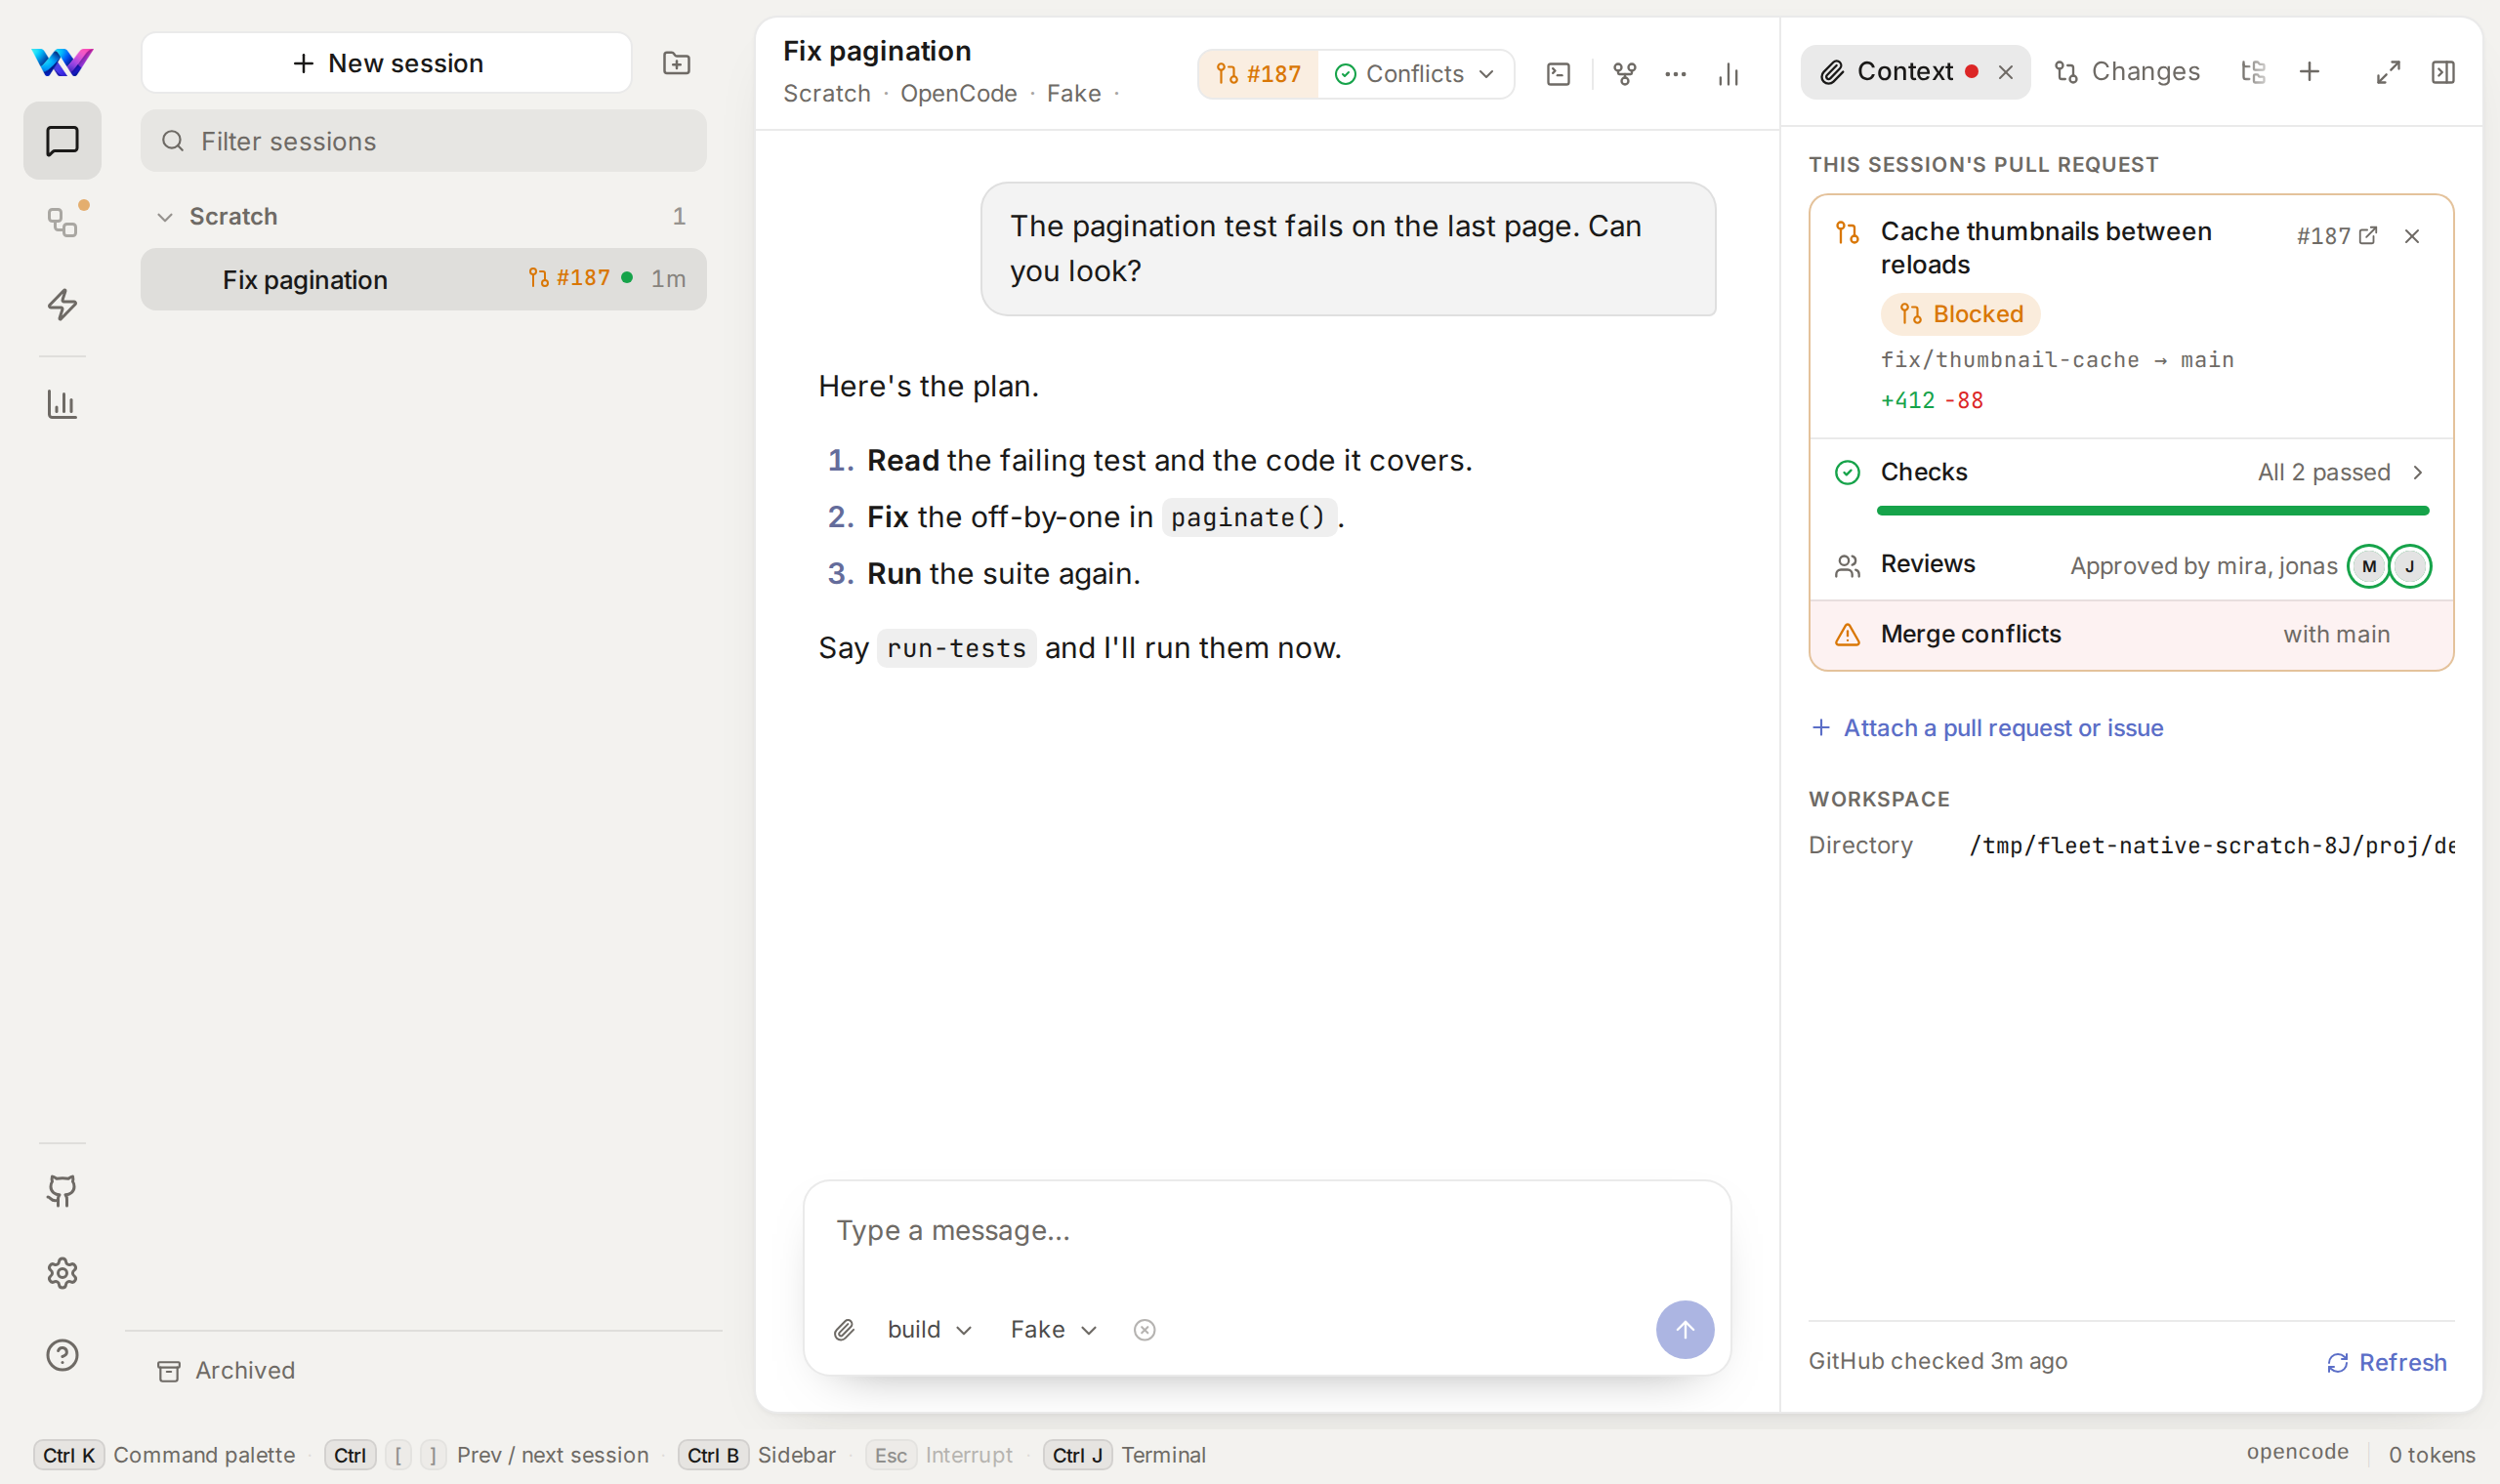 New session
Filter sessions
Scratch 1
Fix pagination #187 1m
Archived
Fix pagination
Scratch · OpenCode · Fake ·
#187 Conflicts
The pagination test fails on the last page. Can
you look?
Here's the plan.
1. Read the failing test and the code it covers.
2. Fix the off-by-one in paginate().
3. Run the suite again.
Say run-tests and I'll run them now.
Type a message...
build Fake
Context Changes
THIS SESSION'S PULL REQUEST
Cache thumbnails between #187
reloads
Blocked
fix/thumbnail-cache → main
+412 -88
Checks All 2 passed
Reviews Approved by mira, jonas M J
Merge conflicts with main
Attach a pull request or issue
WORKSPACE
Directory /tmp/fleet-native-scratch-8J/proj/de
GitHub checked 3m ago Refresh
Ctrl K Command palette · Ctrl [ ] Prev / next session · Ctrl B Sidebar · Esc Interrupt · Ctrl J Terminal
opencode 0 tokens